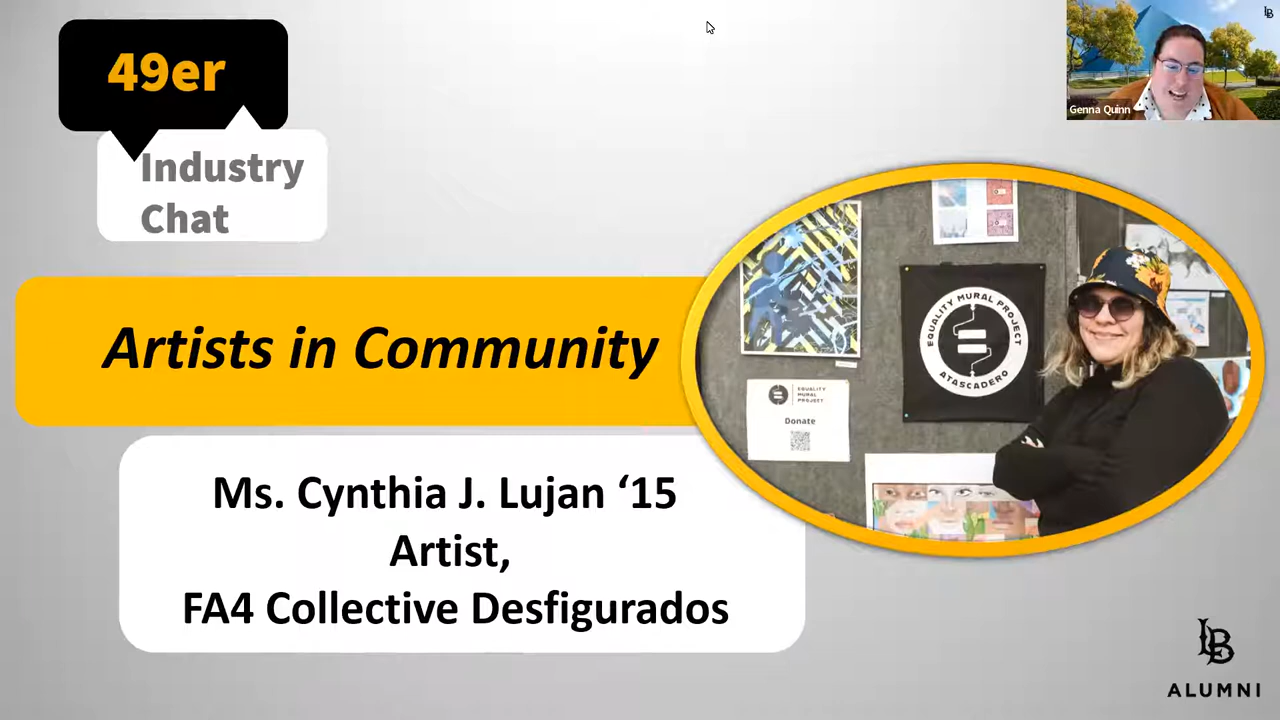 49er
Industry
Chat
Artists in Community
Ms. Cynthia J. Lujan ‘15
Artist,
FA4 Collective Desfigurados
EQUALITY MURAL PROJECT
ATASCADERO
EQUALITY
MURAL
PROJECT
Donate
Genna Quinn
LB
LB
ALUMNI